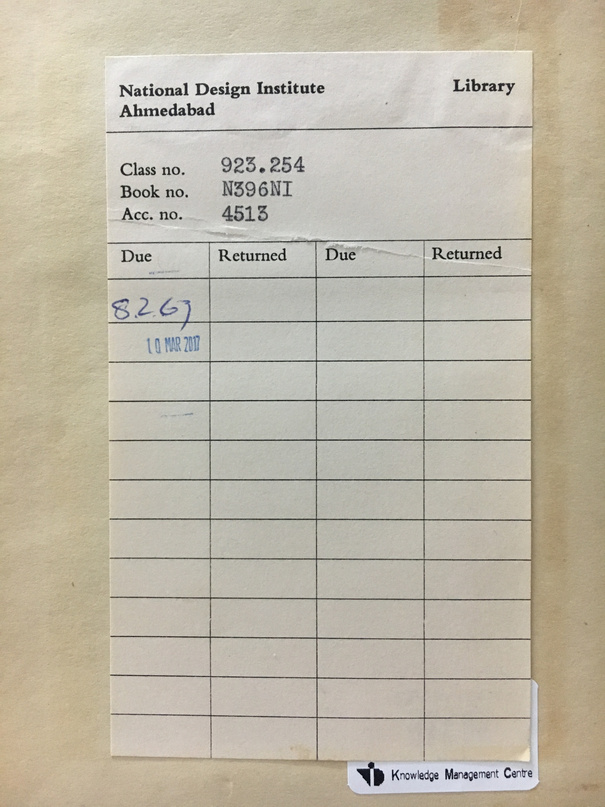 National Design Institute Library
Ahmedabad
Class no. 923.254
Book no. N396NI
Acc. no. 4513
Due Returned Due Returned
8.2.67
10 MAR 2017
Knowledge Management Centre